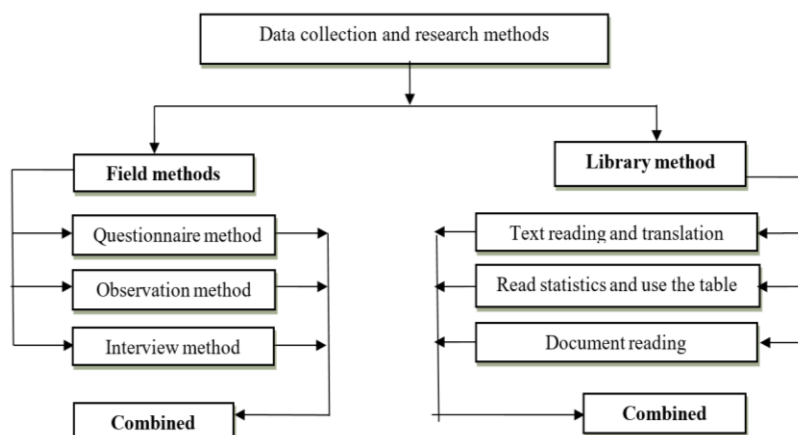 Data collection and research methods
Field methods
Library method
Questionnaire method
Text reading and translation
Observation method
Read statistics and use the table
Interview method
Document reading
Combined
Combined